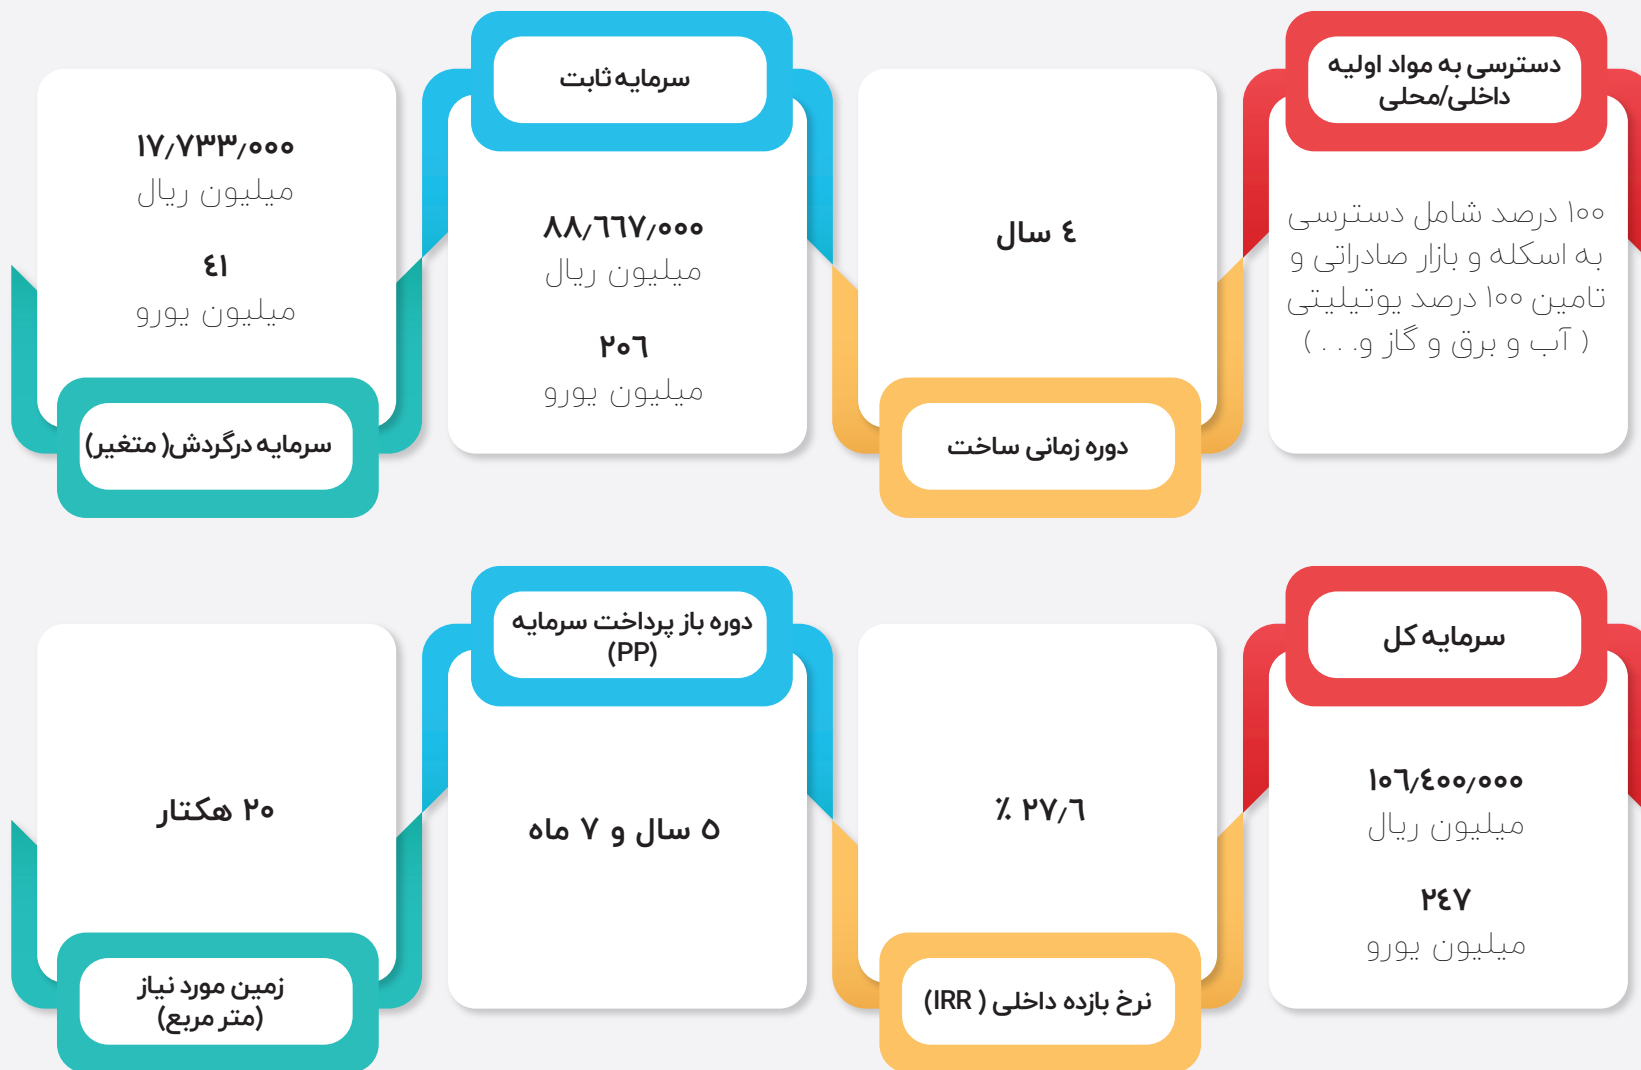 دسترسی به مواد اولیه
داخلی/محلی
۱۰۰ درصد شامل دسترسی
به اسکله و بازار صادراتی و
تامین ۱۰۰ درصد یوتیلیتی
( آب و برق و گاز و. . . )
٤ سال
دوره زمانی ساخت
سرمایه ثابت
۸۸٫٦٦۷٫۰۰۰
میلیون ریال
۲۰٦
میلیون یورو
۱۷٫۷۳۳٫۰۰۰
میلیون ریال
٤۱
میلیون یورو
سرمایه درگردش( متغیر)
سرمایه کل
۱۰٦٫٤۰۰٫۰۰۰
میلیون ریال
۲٤۷
میلیون یورو
۲۷٫٦ ٪
نرخ بازده داخلی ( IRR)
دوره باز پرداخت سرمایه
(PP)
٥ سال و ۷ ماه
۲۰ هکتار
زمین مورد نیاز
(متر مربع)